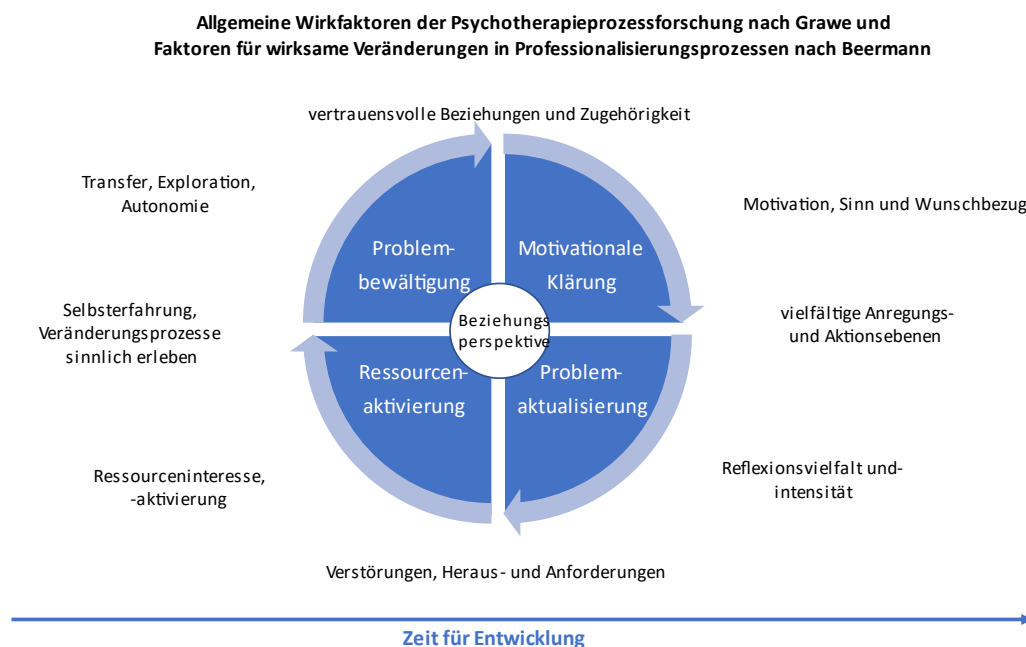 Allgemeine Wirkfaktoren der Psychotherapieprozessforschung nach Grawe und
Faktoren für wirksame Veränderungen in Professionalisierungsprozessen nach Beermann
vertrauensvolle Beziehungen und Zugehörigkeit
Transfer, Exploration,
Autonomie
Motivation, Sinn und Wunschbezug
Problem-
bewältigung
Motivationale
Klärung
Selbsterfahrung,
Veränderungsprozesse
sinnlich erleben
Beziehungs
perspektive
vielfältige Anregungs-
und Aktionsebenen
Ressourcen-
aktivierung
Problem-
aktualisierung
Ressourceninteresse,
-aktivierung
Reflexionsvielfalt und-
intensität
Verstörungen, Heraus- und Anforderungen
Zeit für Entwicklung